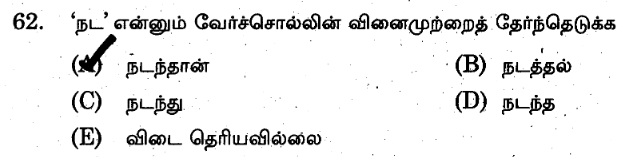 62. 'நட' என்னும் வேர்ச்சொல்லின் வினைமுற்றைத் தேர்ந்தெடுக்க
(A) நடந்தான் (B) நடத்தல்
(C) நடந்து (D) நடந்த
(E) விடை தெரியவில்லை